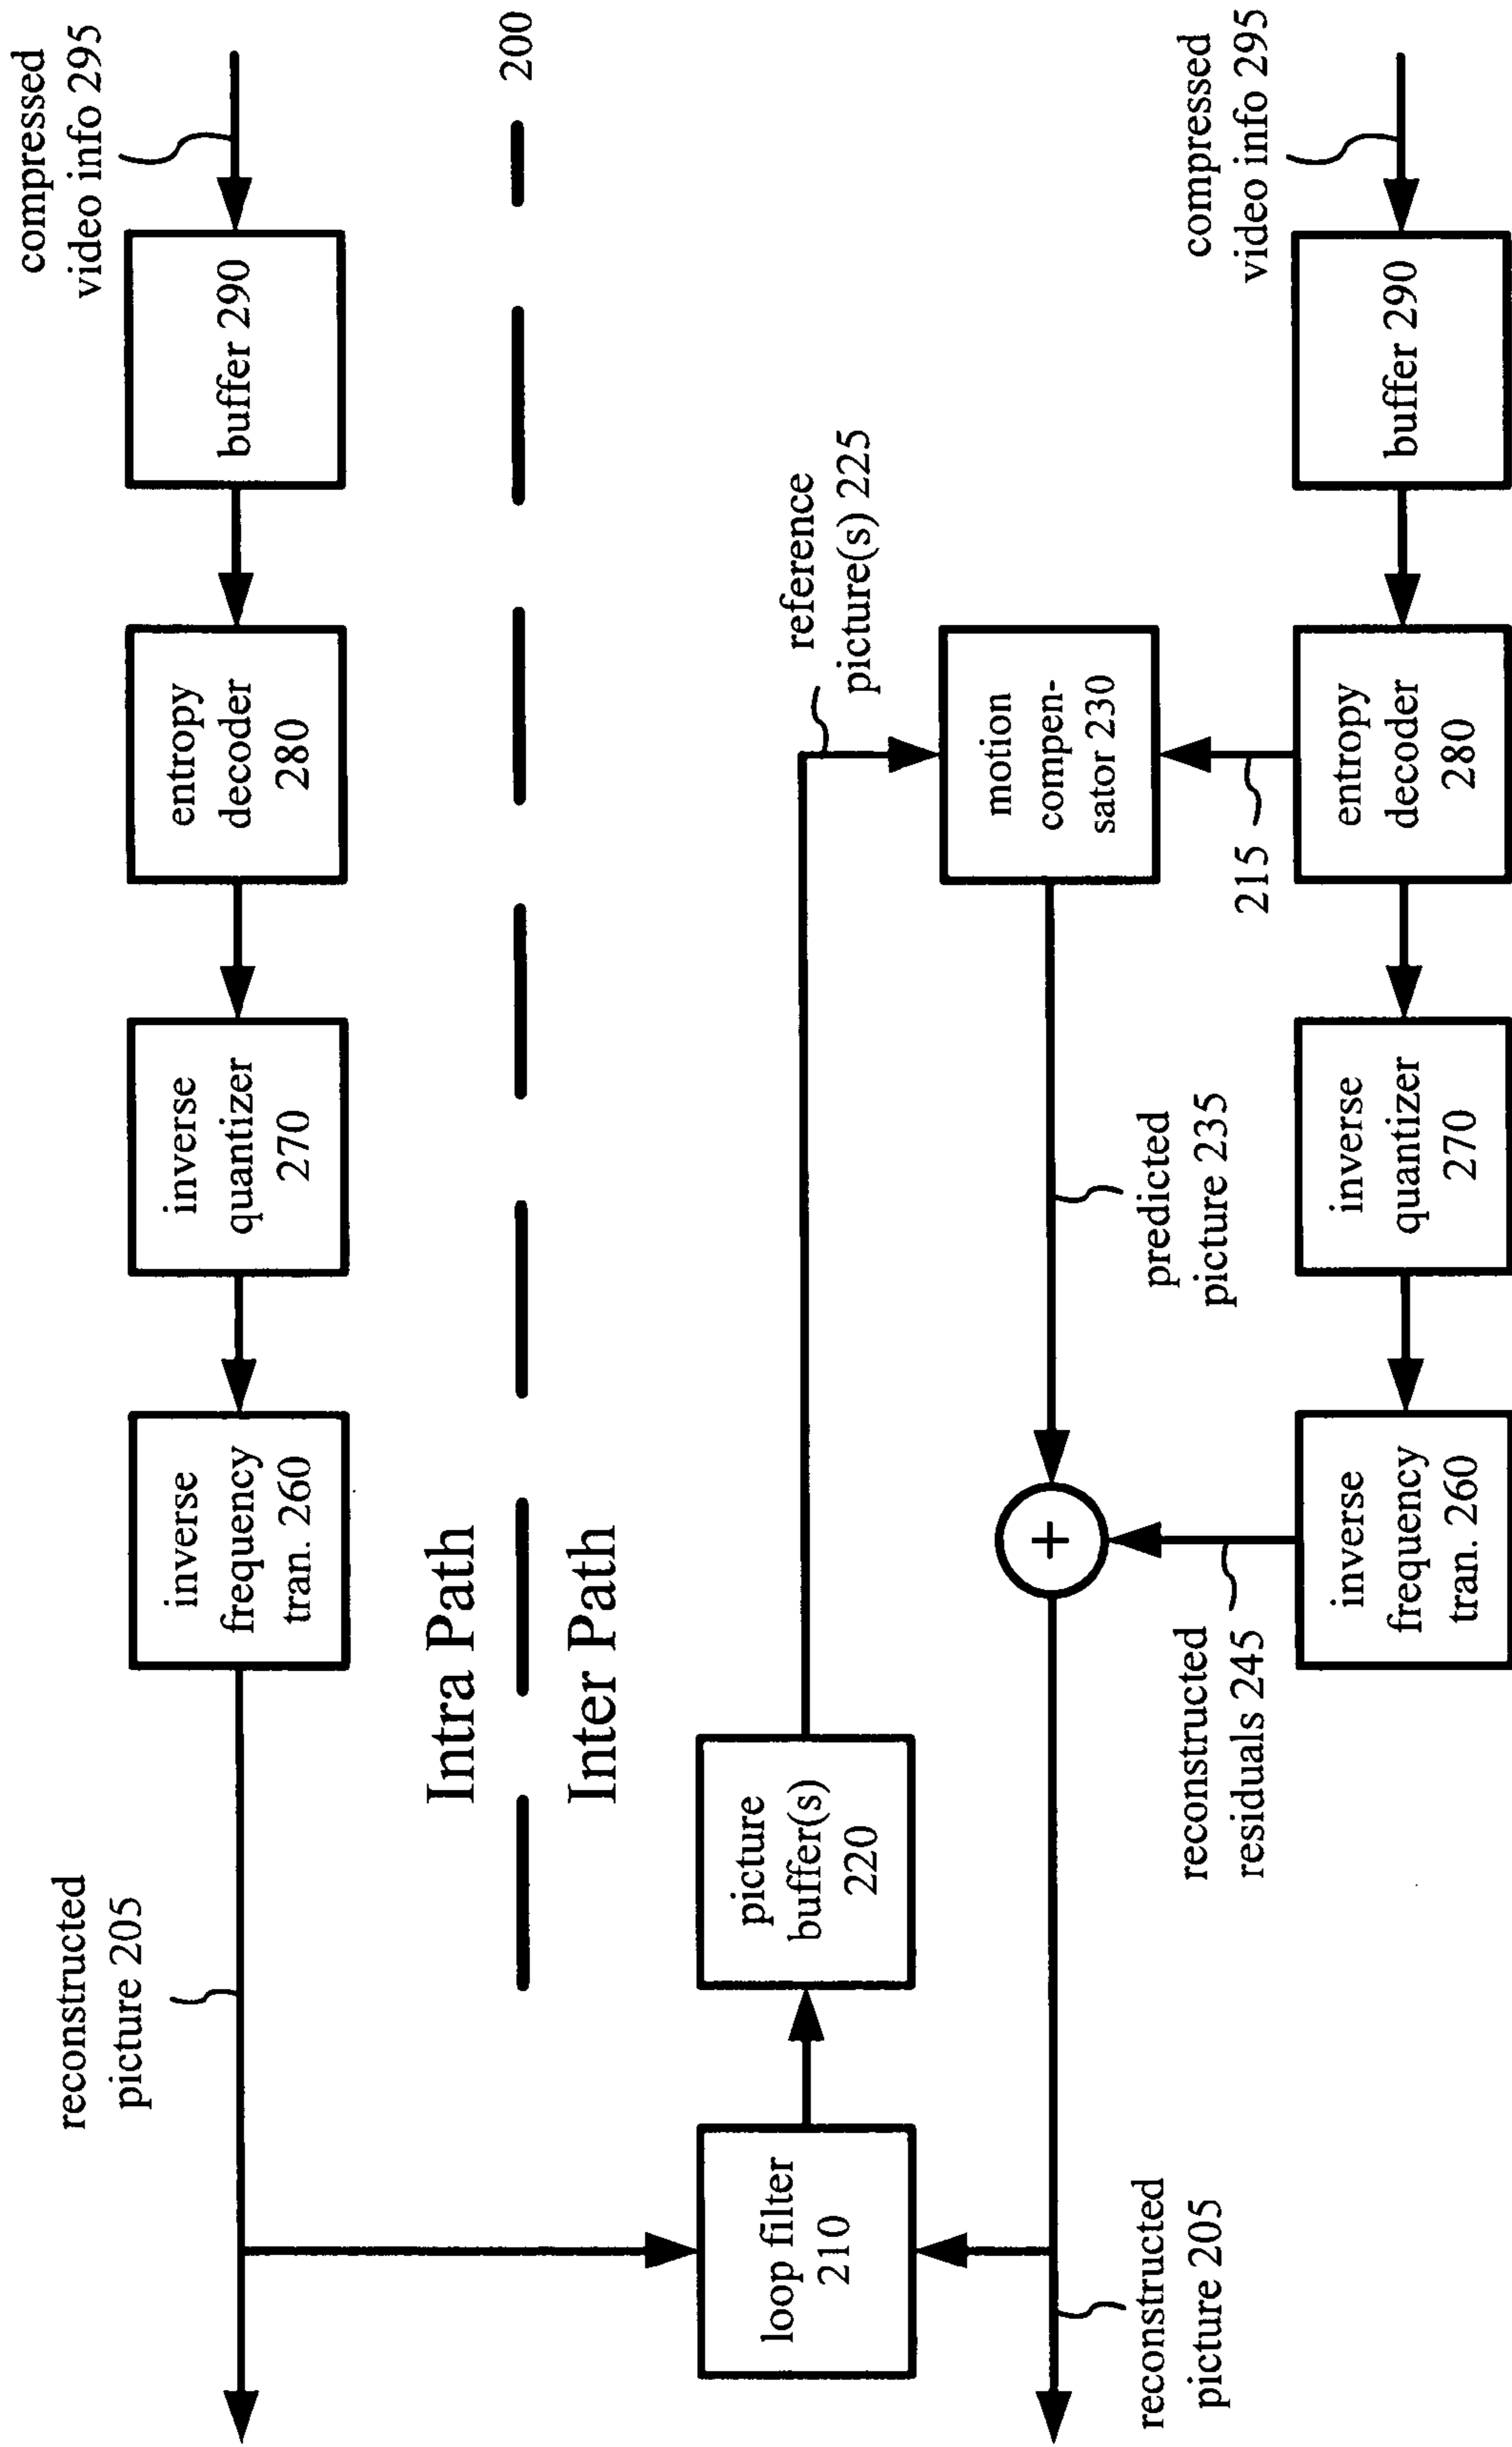 compressed
video info 295
buffer 290
entropy
decoder
280
inverse
quantizer
270
inverse
frequency
tran. 260
reconstructed
picture 205
200
Intra Path
Inter Path
reference
picture(s) 225
picture
buffer(s)
220
loop filter
210
motion
compen-
sator 230
predicted
picture 235
+
215
reconstructed
residuals 245
reconstructed
picture 205
compressed
video info 295
buffer 290
entropy
decoder
280
inverse
quantizer
270
inverse
frequency
tran. 260